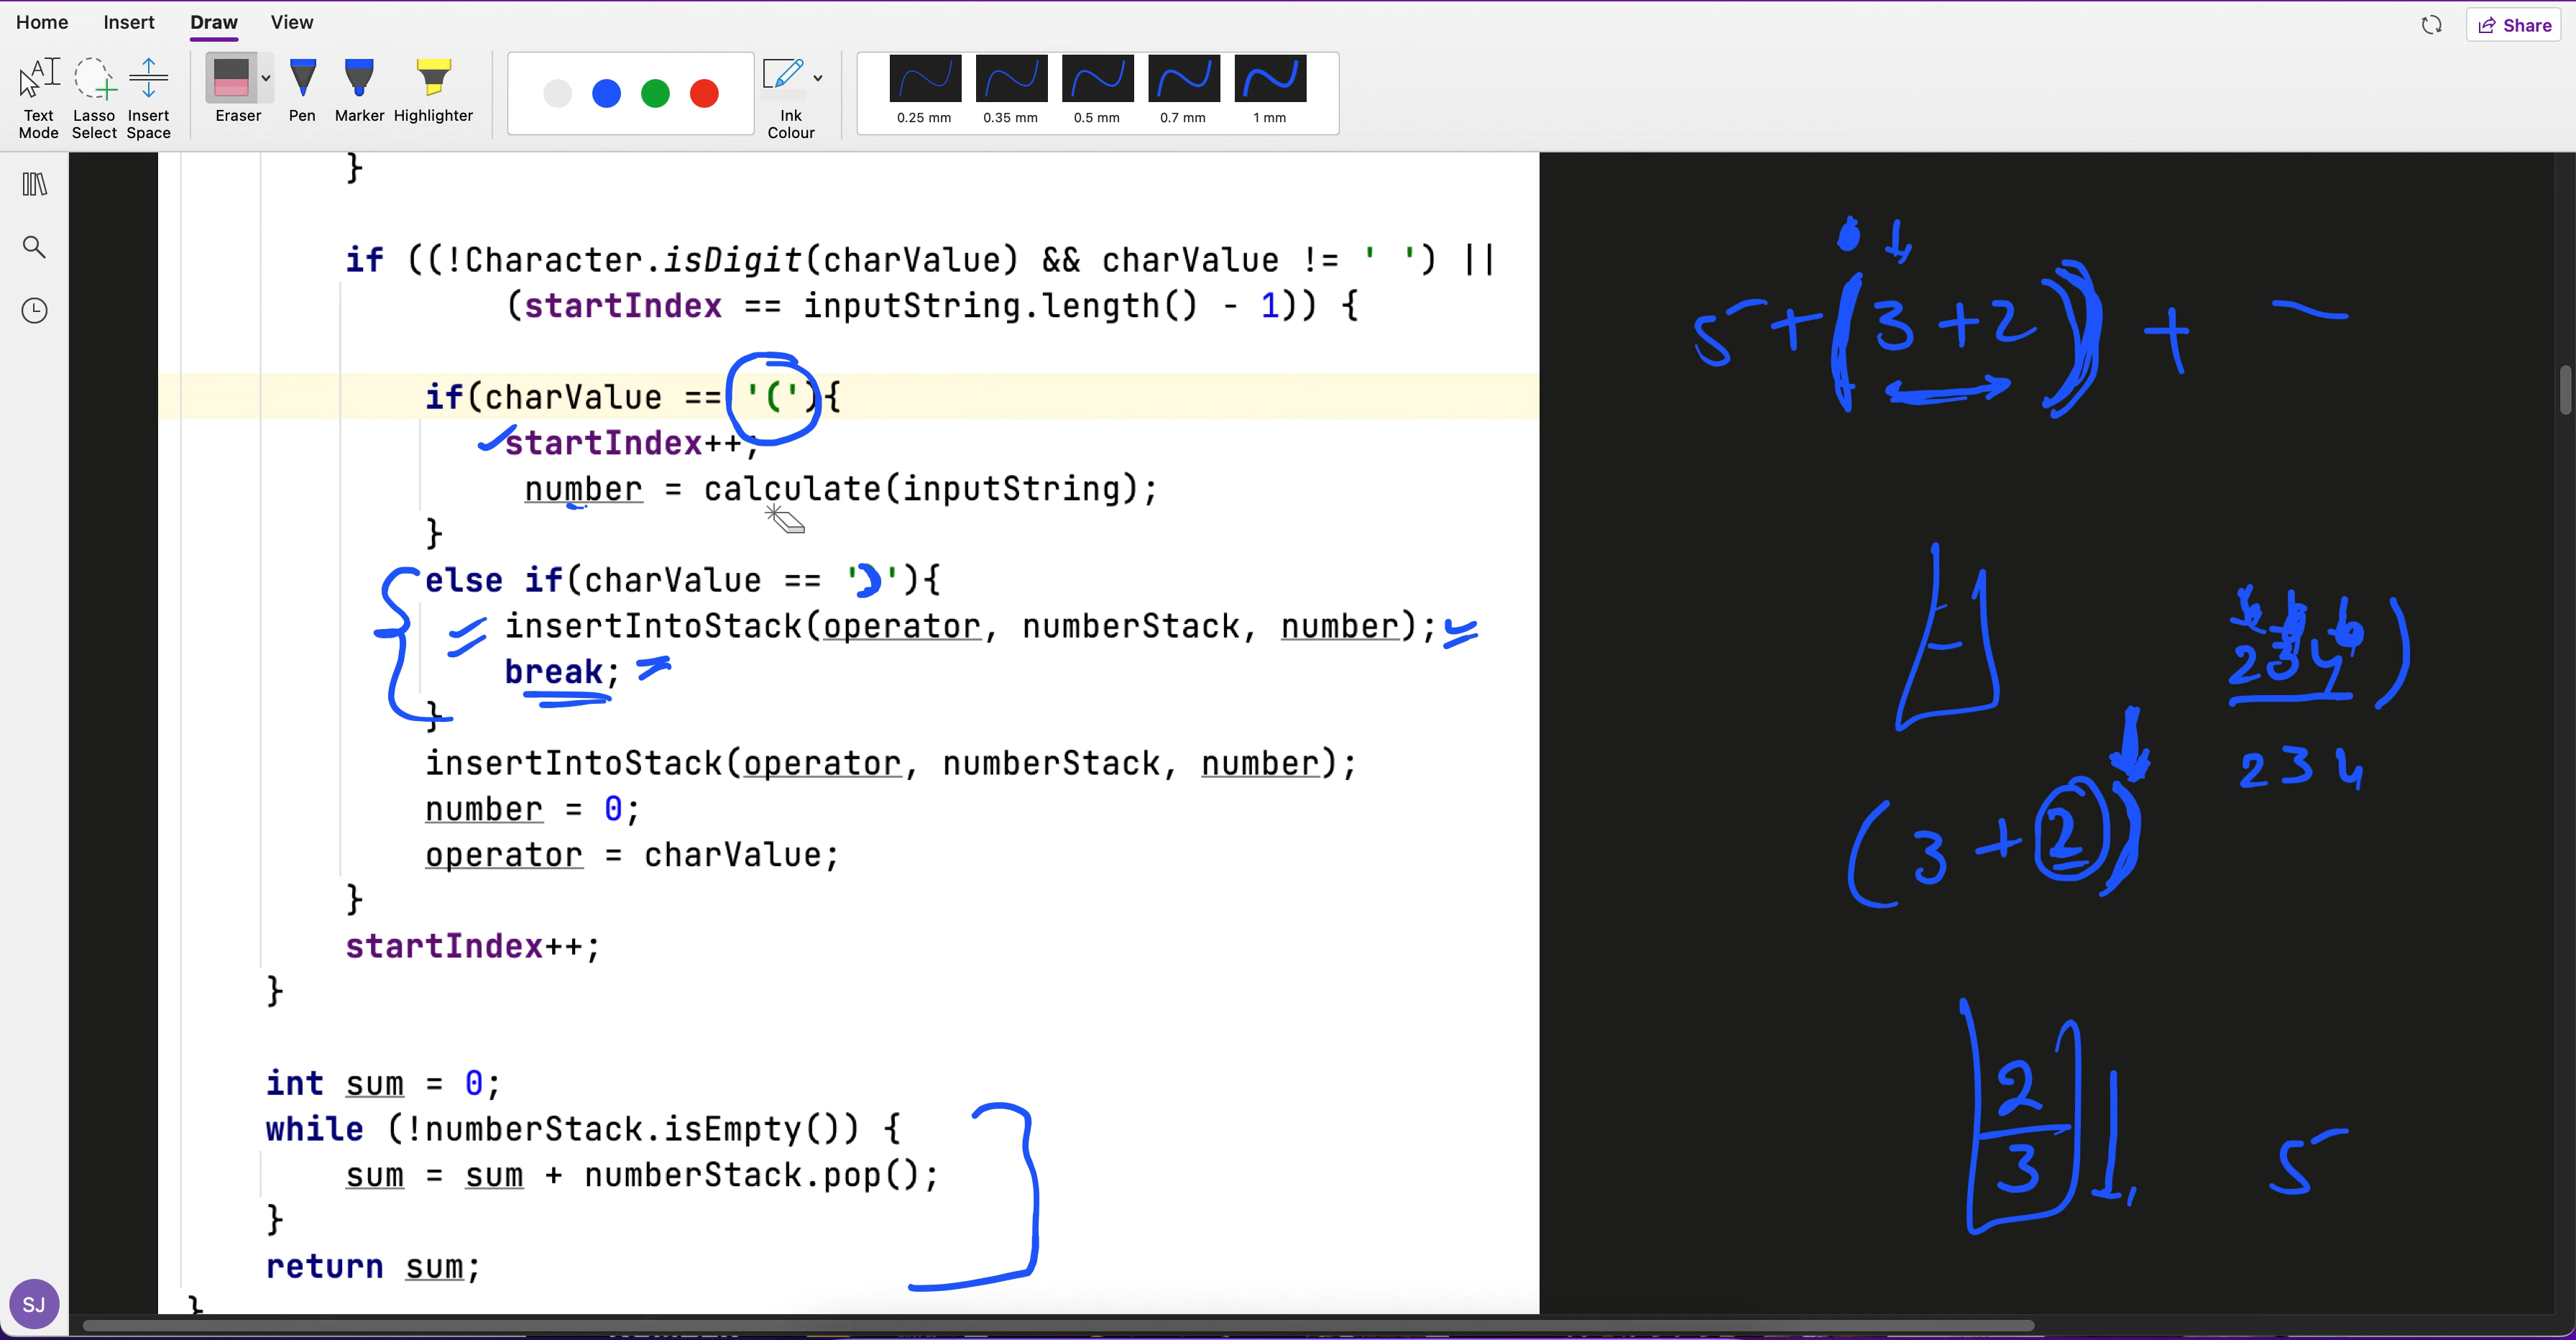 Home Insert Draw View
Share
Text Mode
Lasso Select
Insert Space
Eraser
Pen
Marker
Highlighter
Ink Colour
0.25 mm
0.35 mm
0.5 mm
0.7 mm
1 mm
}
if ((!Character.isDigit(charValue) && charValue != ' ') ||
(startIndex == inputString.length() - 1)) {
if(charValue == '('){
startIndex++;
number = calculate(inputString);
}
else if(charValue == ')'){
insertIntoStack(operator, numberStack, number);
break;
}
insertIntoStack(operator, numberStack, number);
number = 0;
operator = charValue;
}
startIndex++;
}
int sum = 0;
while (!numberStack.isEmpty()) {
sum = sum + numberStack.pop();
}
return sum;
}
SJ
5+(3+2)+
234)
234
(3+2)
2
3
5